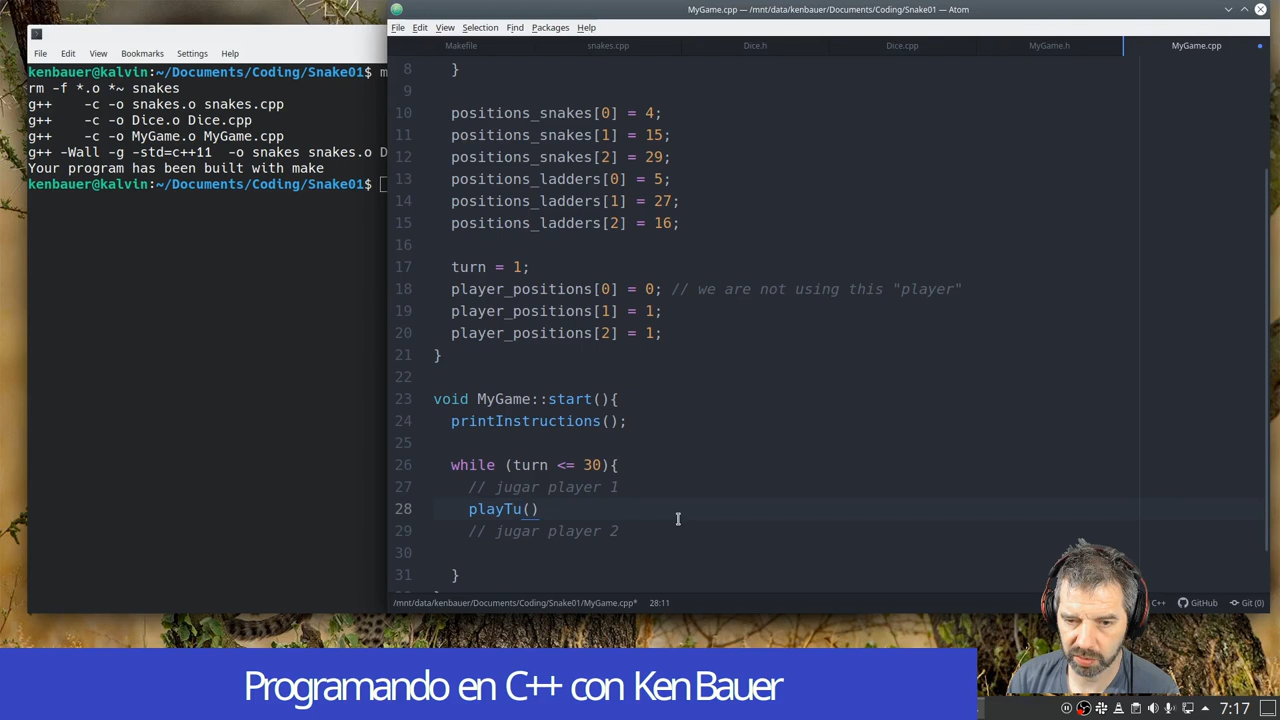 MyGame.cpp — /mnt/data/kenbauer/Documents/Coding/Snake01 — Atom
File Edit View Selection Find Packages Help
Makefile snakes.cpp Dice.h Dice.cpp MyGame.h MyGame.cpp
File Edit View Bookmarks Settings Help
kenbauer@kalvin:~/Documents/Coding/Snake01$ m
rm -f *.o *~ snakes
g++    -c -o snakes.o snakes.cpp
g++    -c -o Dice.o Dice.cpp
g++    -c -o MyGame.o MyGame.cpp
g++ -Wall -g -std=c++11  -o snakes snakes.o D
Your program has been built with make
kenbauer@kalvin:~/Documents/Coding/Snake01$
8   }
9
10   positions_snakes[0] = 4;
11   positions_snakes[1] = 15;
12   positions_snakes[2] = 29;
13   positions_ladders[0] = 5;
14   positions_ladders[1] = 27;
15   positions_ladders[2] = 16;
16
17   turn = 1;
18   player_positions[0] = 0; // we are not using this "player"
19   player_positions[1] = 1;
20   player_positions[2] = 1;
21 }
22
23 void MyGame::start(){
24   printInstructions();
25
26   while (turn <= 30){
27     // jugar player 1
28     playTu()
29     // jugar player 2
30
31   }
/mnt/data/kenbauer/Documents/Coding/Snake01/MyGame.cpp* 28:11 C++ GitHub Git (0)
Programando en C++ con Ken Bauer
7:17